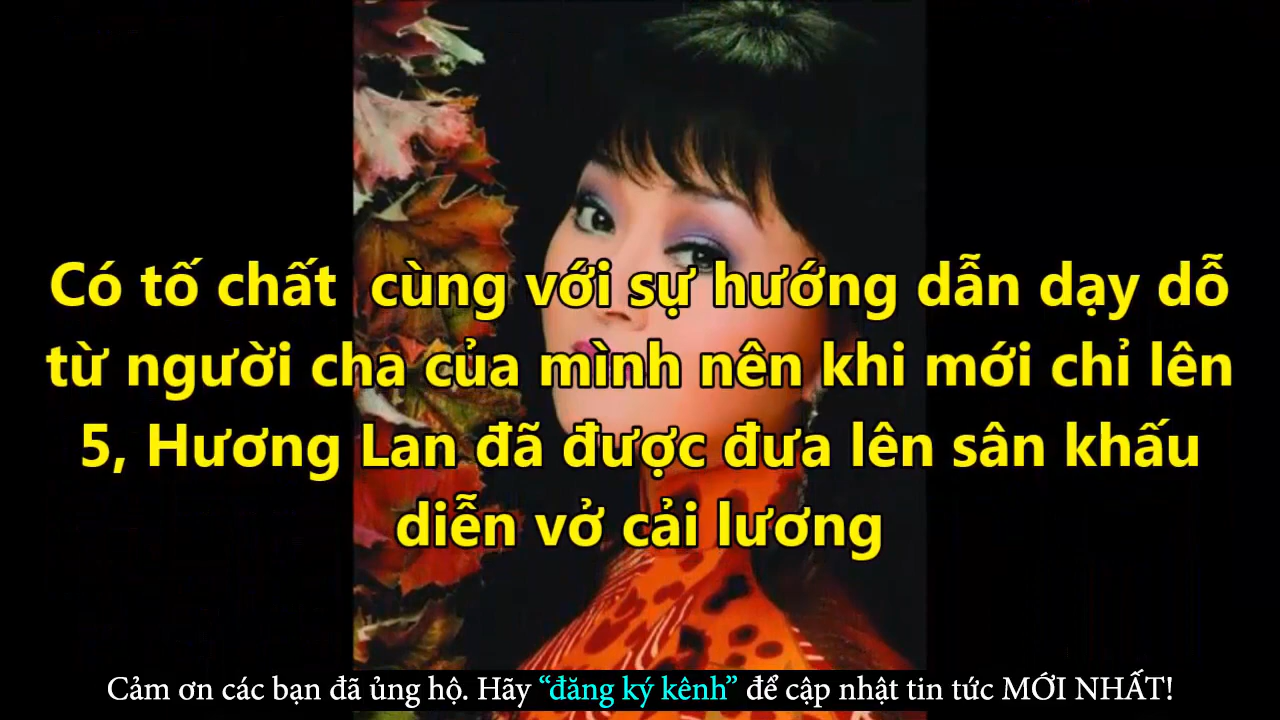 Có tố chất  cùng với sự hướng dẫn dạy dỗ
từ người cha của mình nên khi mới chỉ lên
5, Hương Lan đã được đưa lên sân khấu
diễn vở cải lương
Cảm ơn các bạn đã ủng hộ. Hãy “đăng ký kênh” để cập nhật tin tức MỚI NHẤT!